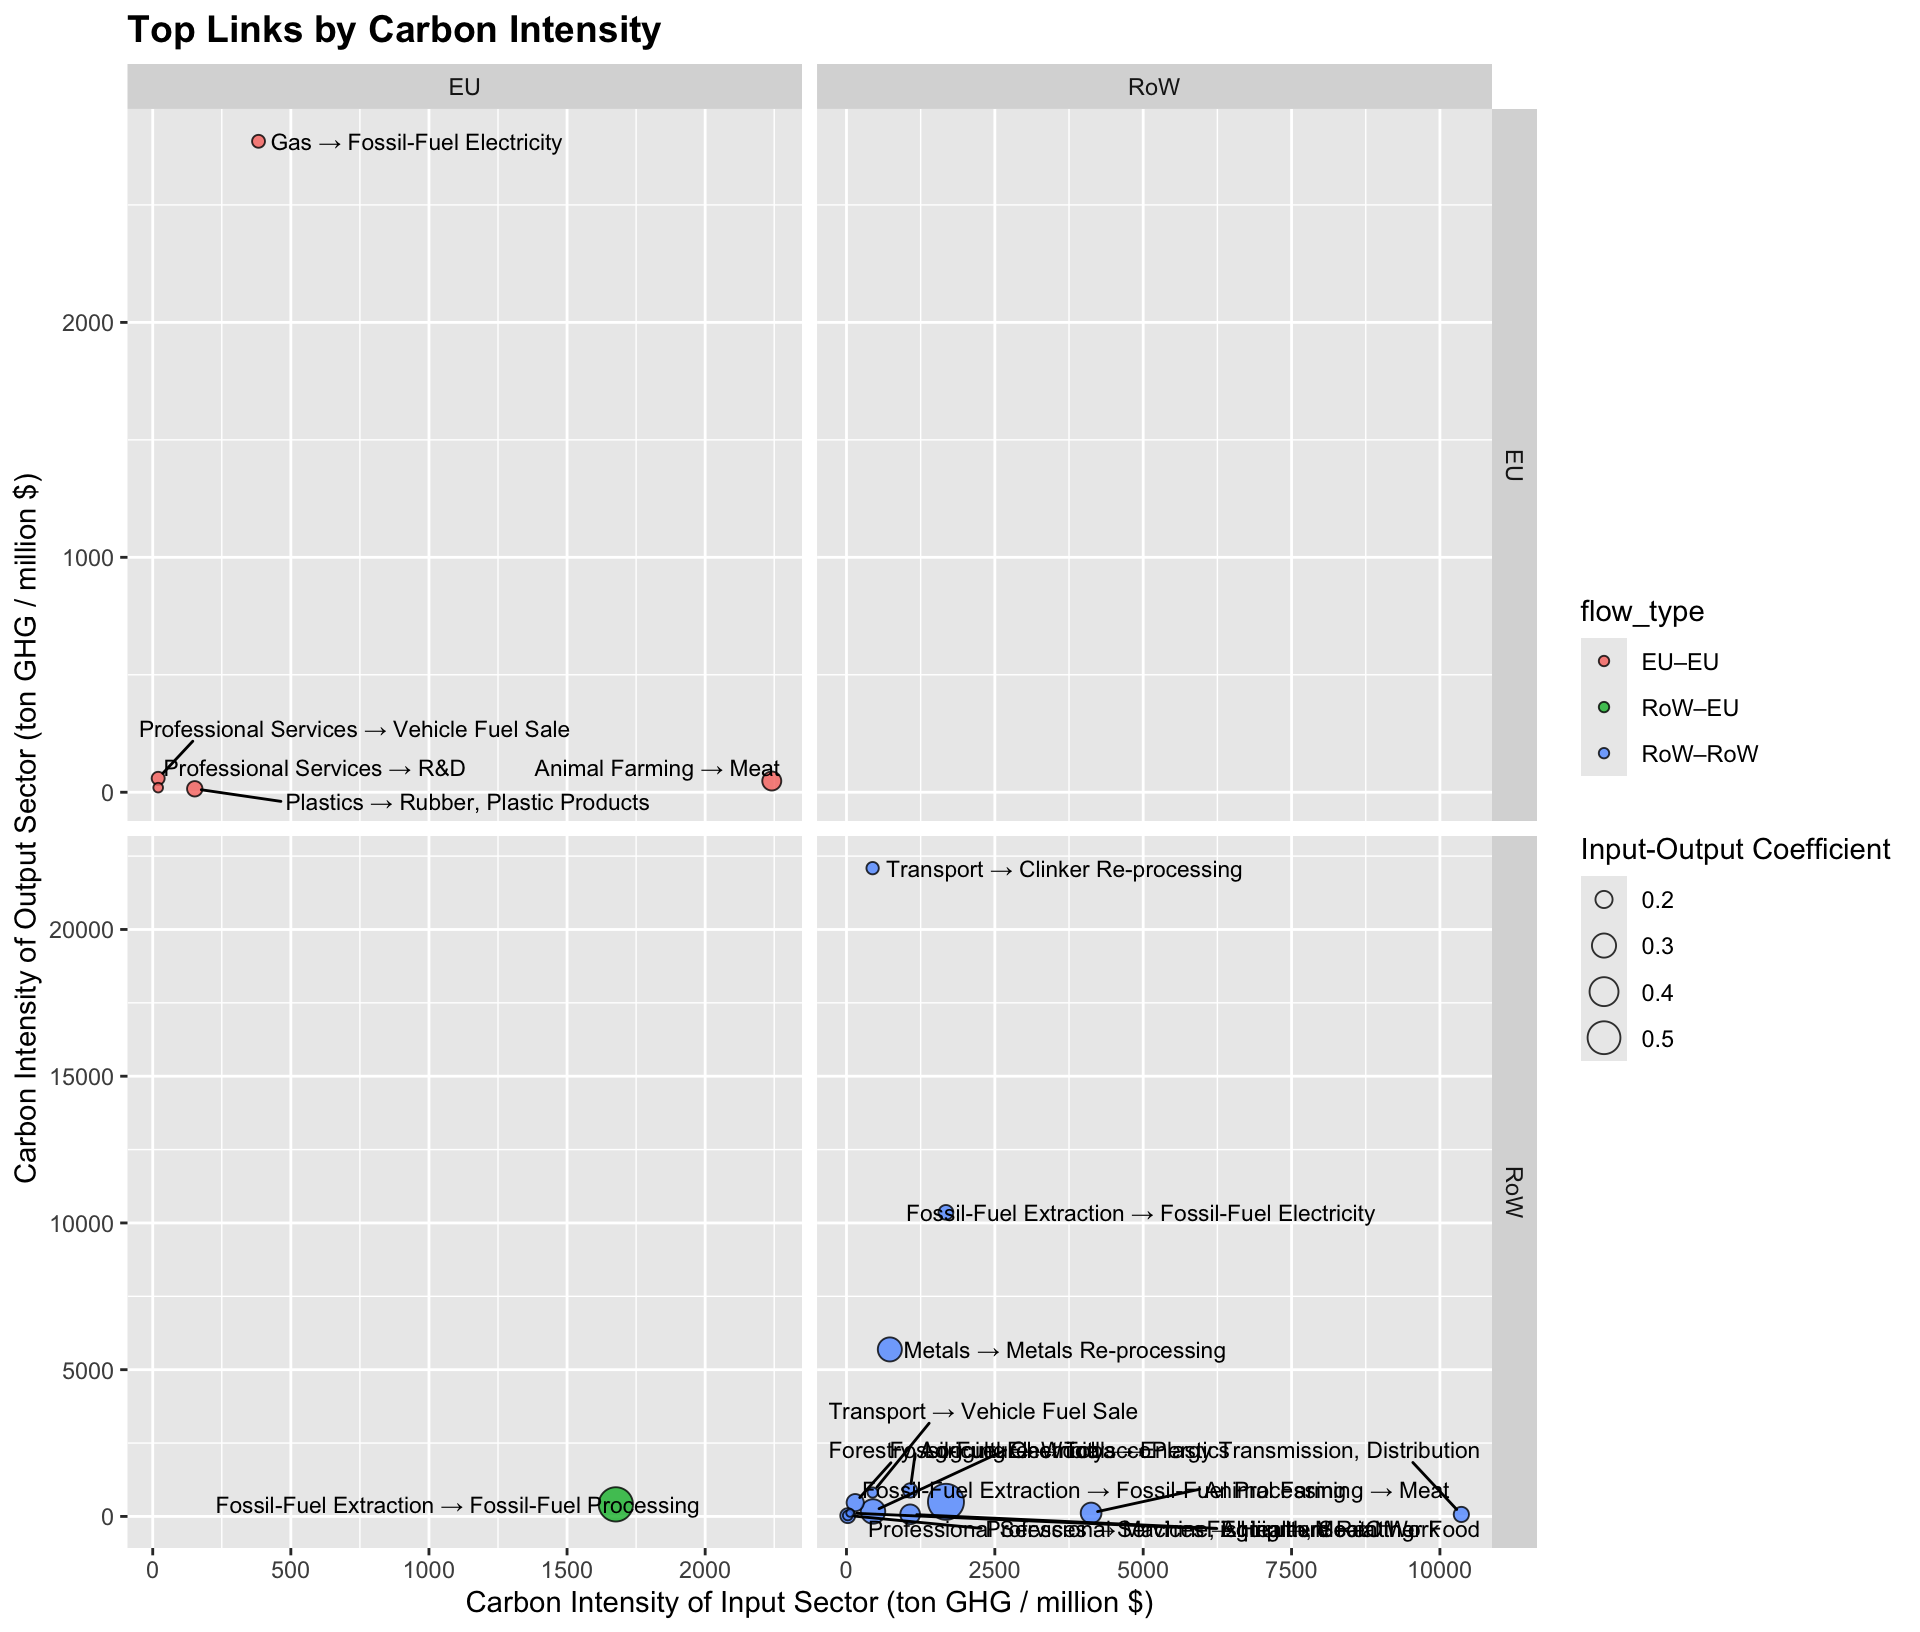 Top Links by Carbon Intensity
EU
RoW
Gas → Fossil-Fuel Electricity
Professional Services → Vehicle Fuel Sale
Professional Services → R&D
Animal Farming → Meat
Plastics → Rubber, Plastic Products
2000
1000
0
EU
Transport → Clinker Re-processing
Fossil-Fuel Extraction → Fossil-Fuel Electricity
Metals → Metals Re-processing
Transport → Vehicle Fuel Sale
Transmission, Distribution
Fossil-Fuel Extraction → Fossil-Fuel Processing
Animal Farming → Meat
Fossil-Fuel Extraction → Fossil-Fuel Processing
Professional Services
Food
20000
15000
10000
5000
0
RoW
0
500
1000
1500
2000
0
2500
5000
7500
10000
Carbon Intensity of Input Sector (ton GHG / million $)
Carbon Intensity of Output Sector (ton GHG / million $)
flow_type
EU–EU
RoW–EU
RoW–RoW
Input-Output Coefficient
0.2
0.3
0.4
0.5